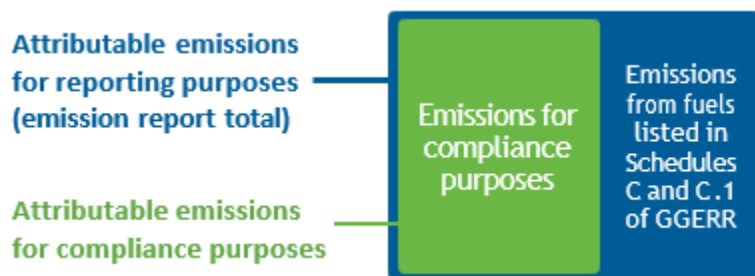 Attributable emissions
for reporting purposes
(emission report total)
Attributable emissions
for compliance purposes
Emissions for
compliance
purposes
Emissions
from fuels
listed in
Schedules
C and C.1
of GGERR